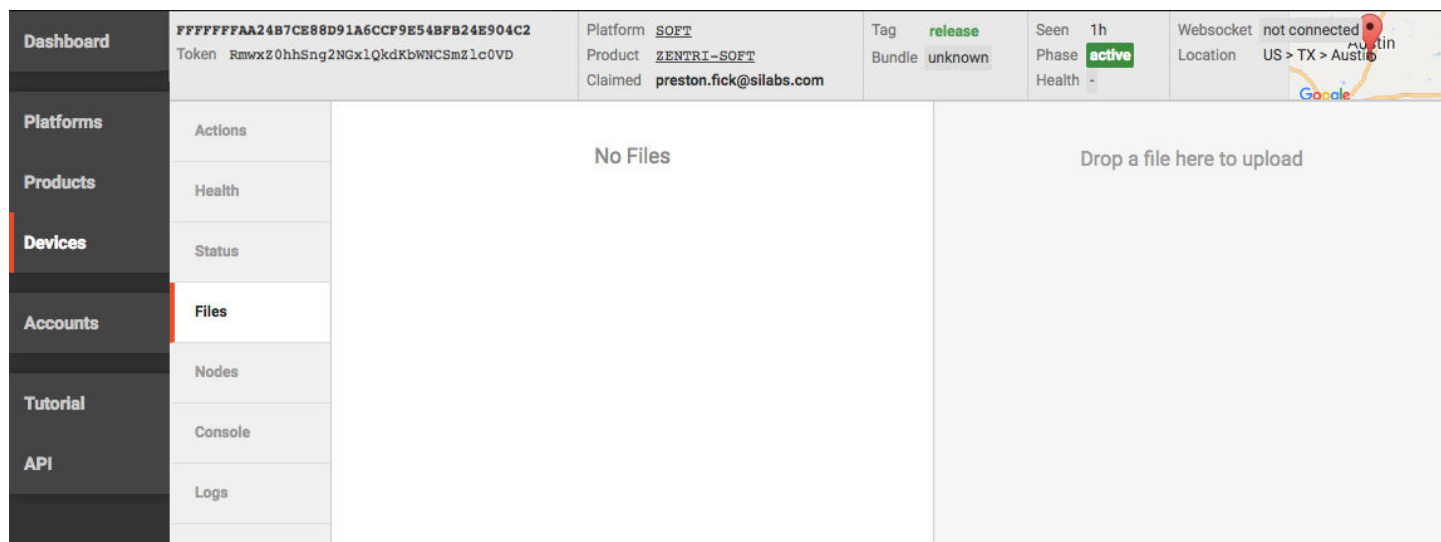 Dashboard
Platforms
Products
Devices
Accounts
Tutorial
API
FFFFFFFAA24B7CE88D91A6CCF9E54BFB24E904C2
Token RmwxZ0hhSng2NGxlQkdKbWNCSmZlc0VD
Platform SOFT
Product ZENTRI-SOFT
Claimed preston.fick@silabs.com
Tag release
Bundle unknown
Seen 1h
Phase active
Health -
Websocket not connected
Location US > TX > Austin
Austin
Google
Actions
Health
Status
Files
Nodes
Console
Logs
No Files
Drop a file here to upload